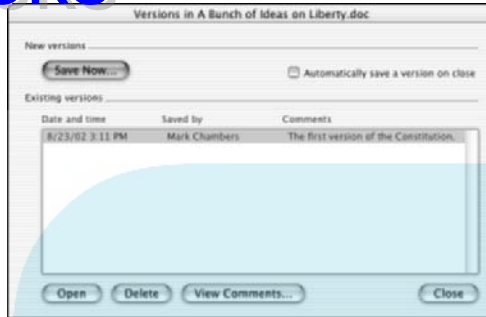 Versions in A Bunch of Ideas on Liberty.doc
New versions
Save Now...
Automatically save a version on close
Existing versions
Date and time Saved by Comments
8/23/02 3:11 PM Mark Chambers The first version of the Constitution.
Open Delete View Comments... Close